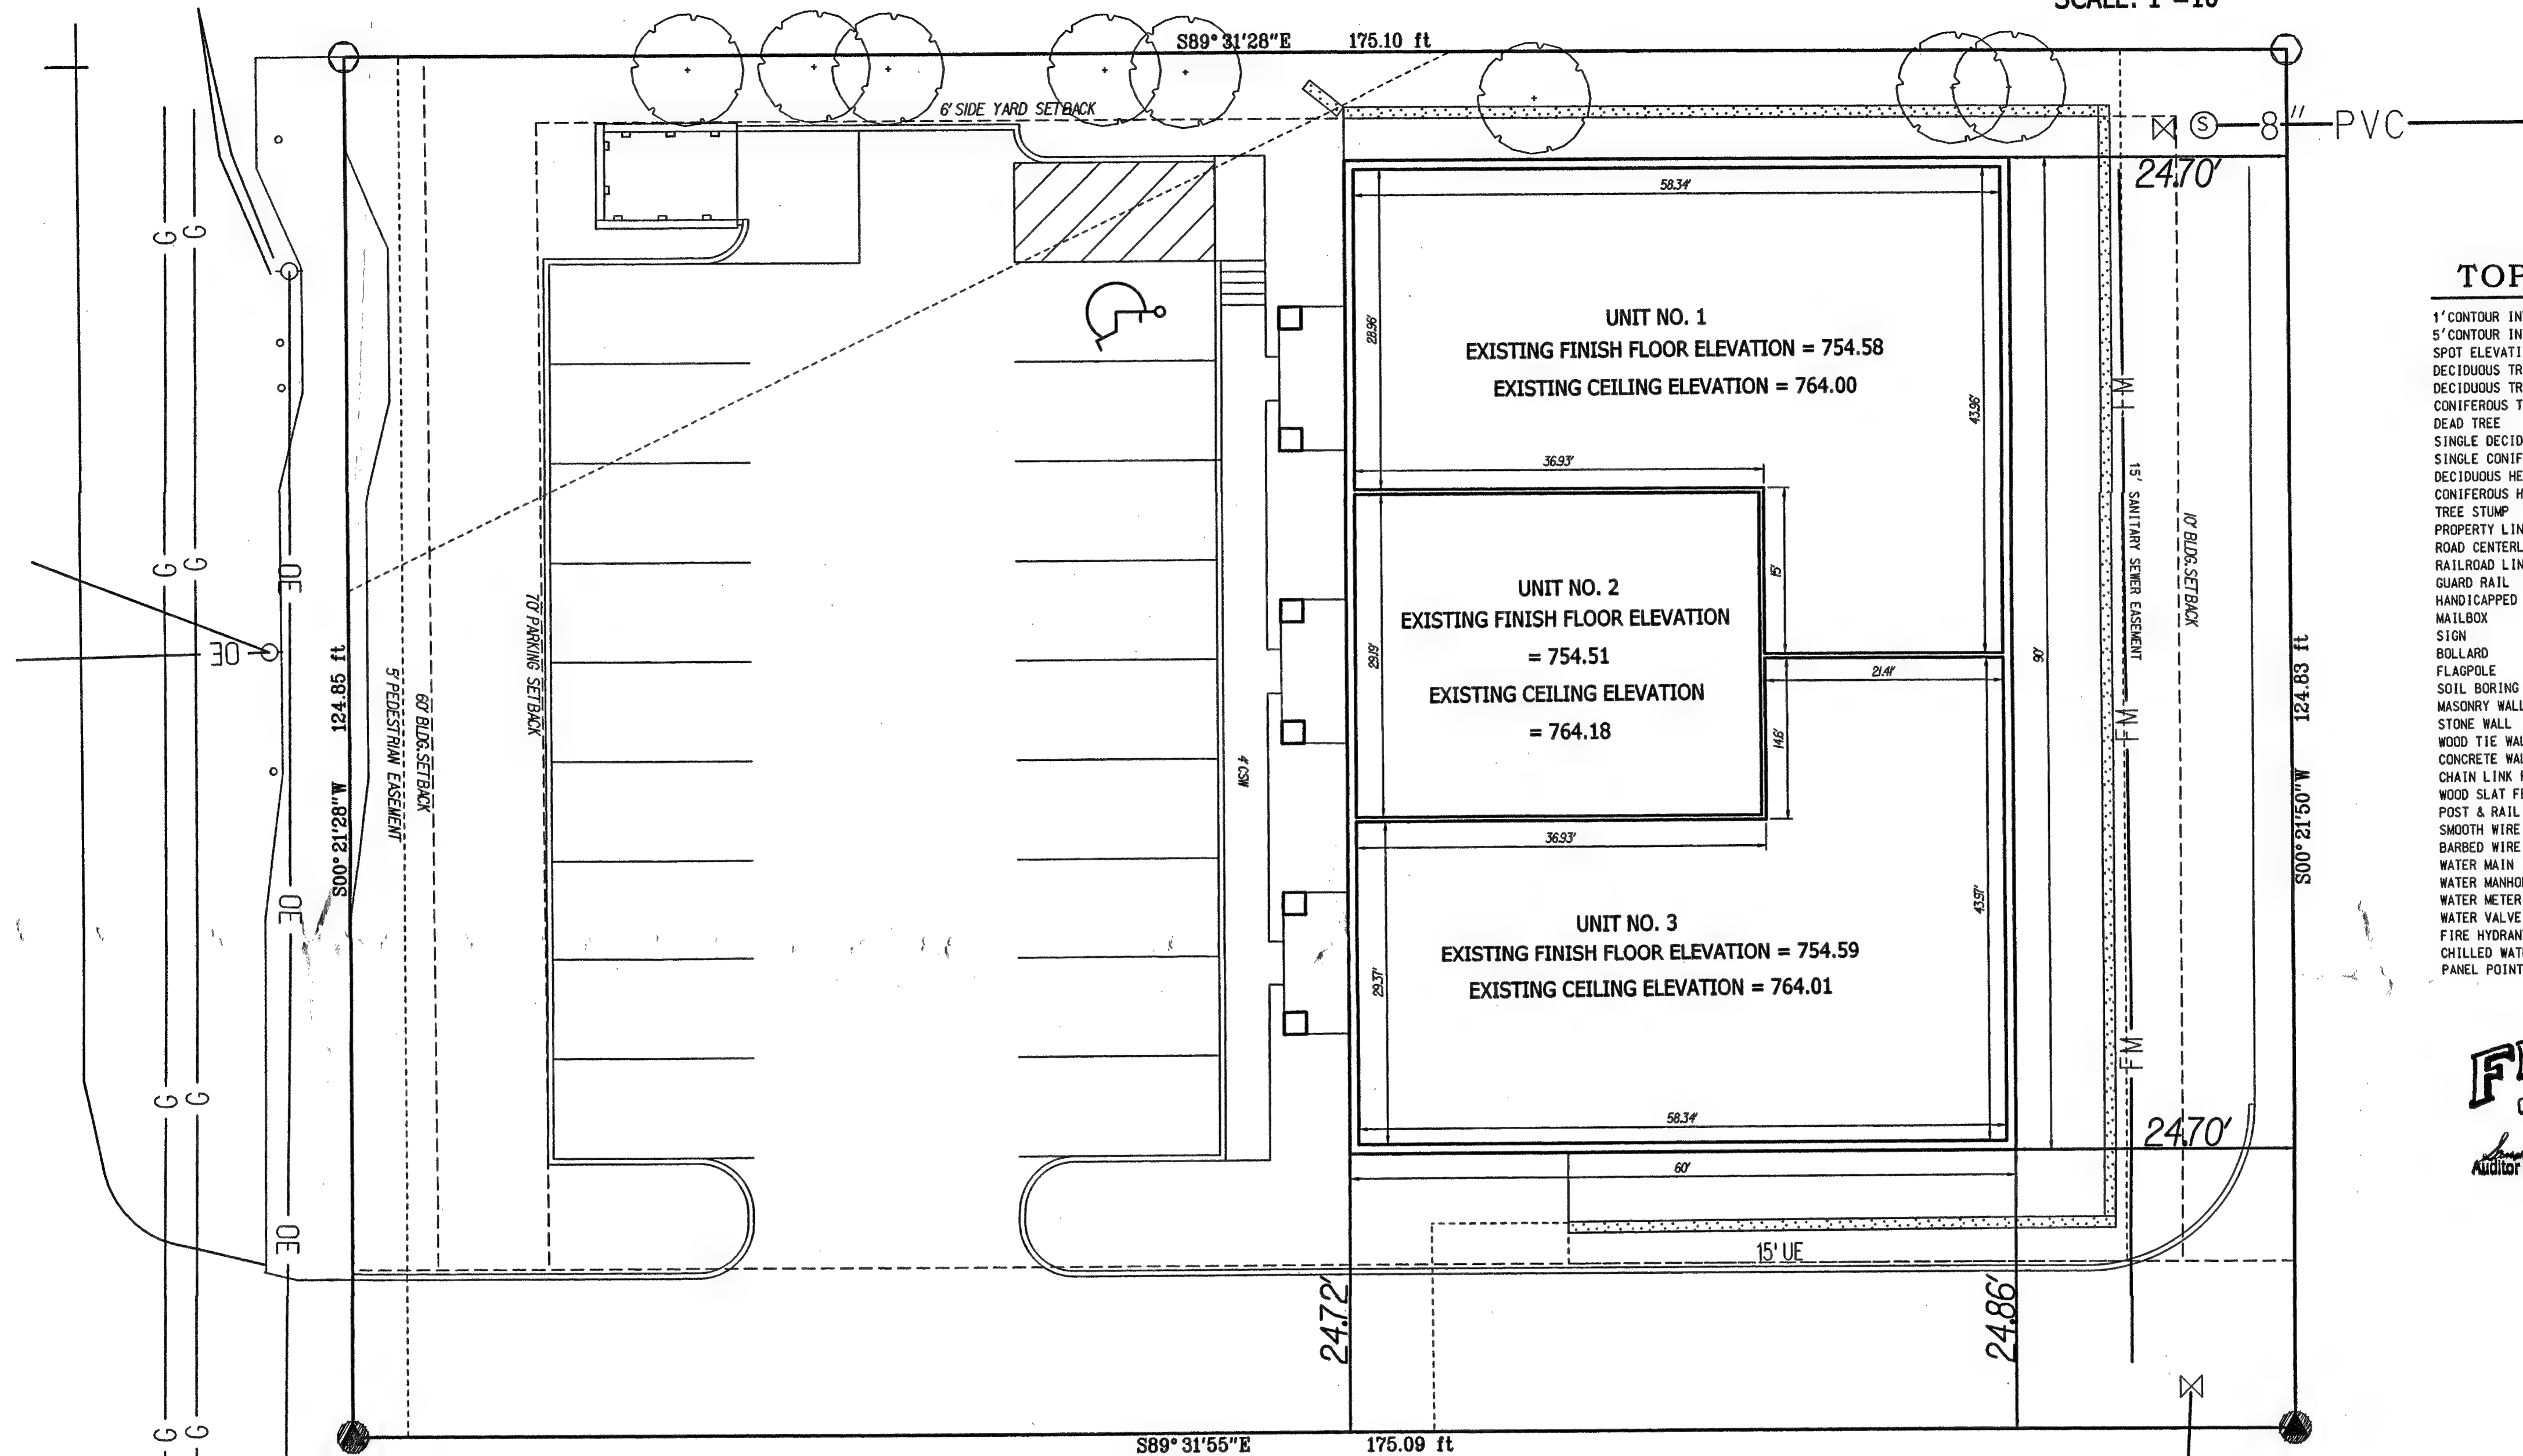 S89°31'28"E 175.10 ft
6' SIDE YARD SETBACK
S
8" PVC
24.70'
58.34'
UNIT NO. 1
EXISTING FINISH FLOOR ELEVATION = 754.58
EXISTING CEILING ELEVATION = 764.00
28.96'
43.96'
36.93'
UNIT NO. 2
EXISTING FINISH FLOOR ELEVATION
= 754.51
EXISTING CEILING ELEVATION
= 764.18
29.19'
15'
14.6'
21.41'
90'
36.93'
UNIT NO. 3
EXISTING FINISH FLOOR ELEVATION = 754.59
EXISTING CEILING ELEVATION = 764.01
29.37'
43.97'
58.34'
60'
24.70'
15' UE
24.72'
24.86'
S89°31'55"E 175.09 ft
S00°21'28"W 124.85 ft
5' PEDESTRIAN EASEMENT
60' BLDG.SETBACK
70' PARKING SETBACK
4' CSW
15' SANITARY SEWER EASEMENT
10' BLDG.SETBACK
S00°21'50"W 124.83 ft
G G
G G
G G
G G
OE
OE
OE
OE
FM
FM
FM
TOP
1'CONTOUR IN
5'CONTOUR IN
SPOT ELEVATI
DECIDUOUS TR
DECIDUOUS TR
CONIFEROUS T
DEAD TREE
SINGLE DECID
SINGLE CONIF
DECIDUOUS HE
CONIFEROUS H
TREE STUMP
PROPERTY LIN
ROAD CENTERL
RAILROAD LIN
GUARD RAIL
HANDICAPPED
MAILBOX
SIGN
BOLLARD
FLAGPOLE
SOIL BORING
MASONRY WALL
STONE WALL
WOOD TIE WAL
CONCRETE WAL
CHAIN LINK F
WOOD SLAT FE
POST & RAIL
SMOOTH WIRE
BARBED WIRE
WATER MAIN
WATER MANHO
WATER METER
WATER VALVE
FIRE HYDRAN
CHILLED WAT
PANEL POINT
Auditor